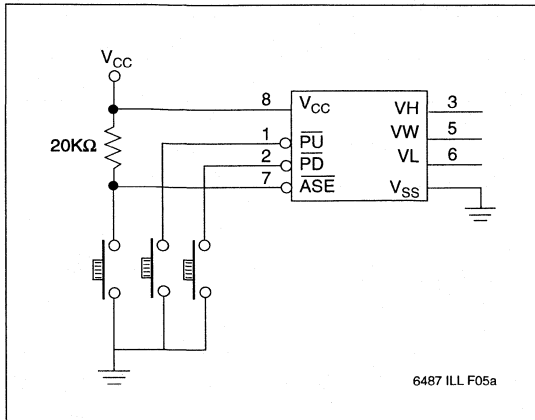 VCC
8 VCC VH 3
1 PU
VW 5
20KΩ
2 PD
VL 6
7 ASE
VSS
6487 ILL F05a